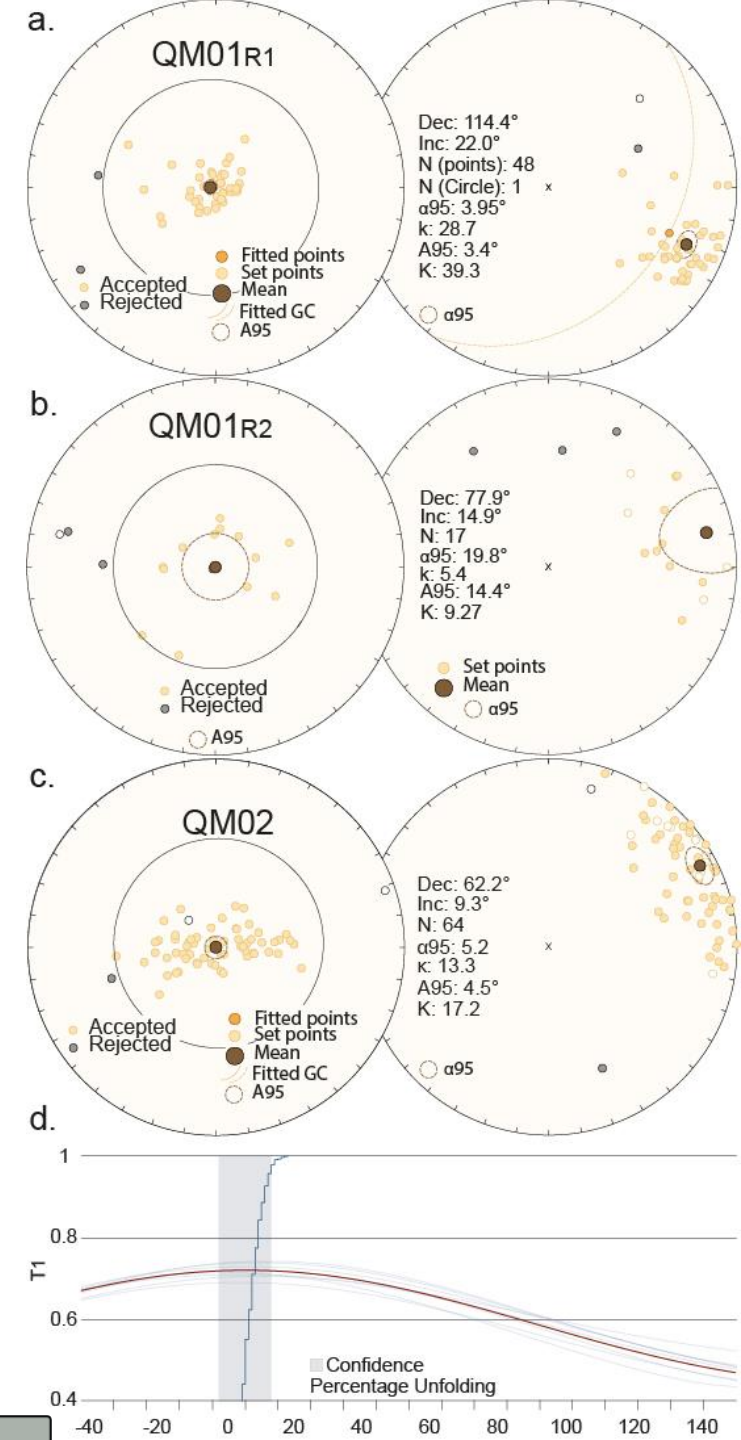 a.
QM01R1
Dec: 114.4°
Inc: 22.0°
N (points): 48
N (Circle): 1
α95: 3.95°
k: 28.7
A95: 3.4°
K: 39.3
Fitted points
Set points
Mean
Fitted GC
A95
Accepted
Rejected
α95
b.
QM01R2
Dec: 77.9°
Inc: 14.9°
N: 17
α95: 19.8°
k: 5.4
A95: 14.4°
K: 9.27
Accepted
Rejected
A95
Set points
Mean
α95
c.
QM02
Dec: 62.2°
Inc: 9.3°
N: 64
α95: 5.2
κ: 13.3
A95: 4.5°
K: 17.2
Fitted points
Set points
Mean
Fitted GC
A95
Accepted
Rejected
α95
d.
1
0.8
0.6
0.4
T1
Confidence
Percentage Unfolding
-40 -20 0 20 40 60 80 100 120 140